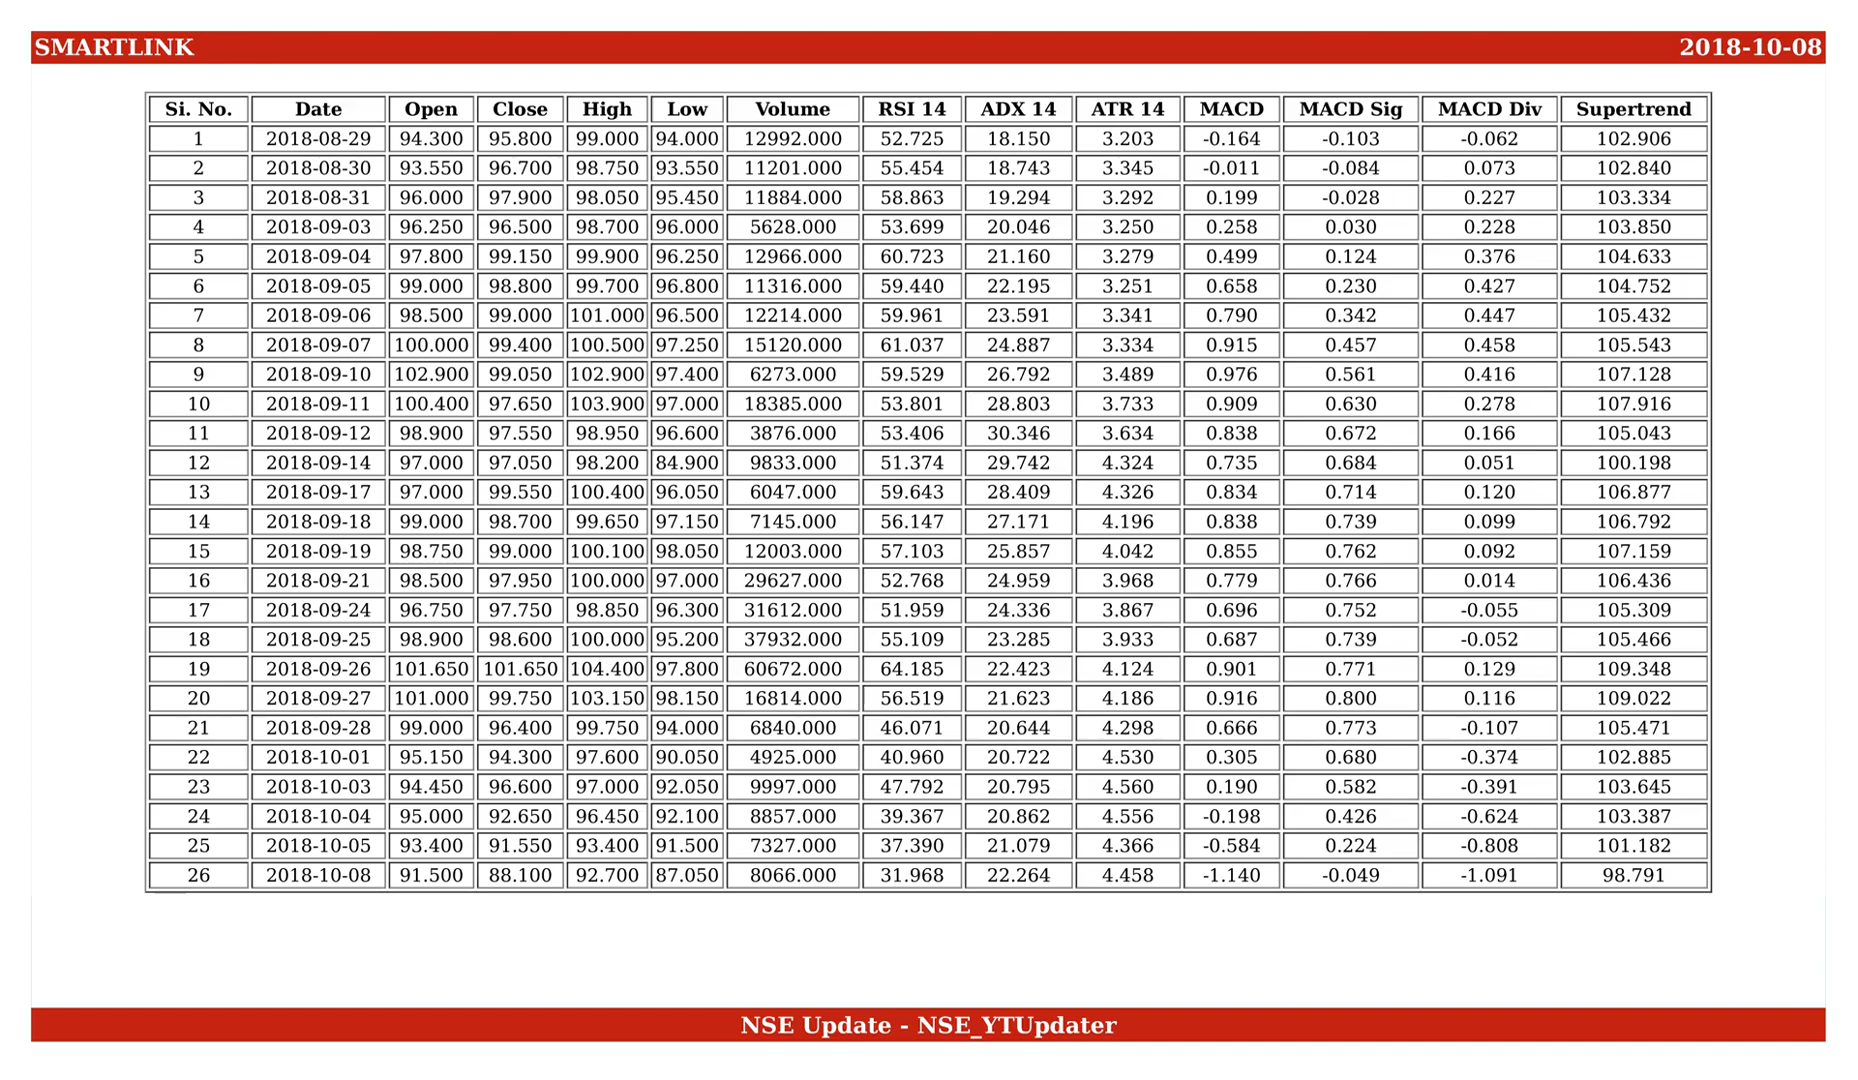 SMARTLINK 2018-10-08
Si. No. Date Open Close High Low Volume RSI 14 ADX 14 ATR 14 MACD MACD Sig MACD Div Supertrend
1 2018-08-29 94.300 95.800 99.000 94.000 12992.000 52.725 18.150 3.203 -0.164 -0.103 -0.062 102.906
2 2018-08-30 93.550 96.700 98.750 93.550 11201.000 55.454 18.743 3.345 -0.011 -0.084 0.073 102.840
3 2018-08-31 96.000 97.900 98.050 95.450 11884.000 58.863 19.294 3.292 0.199 -0.028 0.227 103.334
4 2018-09-03 96.250 96.500 98.700 96.000 5628.000 53.699 20.046 3.250 0.258 0.030 0.228 103.850
5 2018-09-04 97.800 99.150 99.900 96.250 12966.000 60.723 21.160 3.279 0.499 0.124 0.376 104.633
6 2018-09-05 99.000 98.800 99.700 96.800 11316.000 59.440 22.195 3.251 0.658 0.230 0.427 104.752
7 2018-09-06 98.500 99.000 101.000 96.500 12214.000 59.961 23.591 3.341 0.790 0.342 0.447 105.432
8 2018-09-07 100.000 99.400 100.500 97.250 15120.000 61.037 24.887 3.334 0.915 0.457 0.458 105.543
9 2018-09-10 102.900 99.050 102.900 97.400 6273.000 59.529 26.792 3.489 0.976 0.561 0.416 107.128
10 2018-09-11 100.400 97.650 103.900 97.000 18385.000 53.801 28.803 3.733 0.909 0.630 0.278 107.916
11 2018-09-12 98.900 97.550 98.950 96.600 3876.000 53.406 30.346 3.634 0.838 0.672 0.166 105.043
12 2018-09-14 97.000 97.050 98.200 84.900 9833.000 51.374 29.742 4.324 0.735 0.684 0.051 100.198
13 2018-09-17 97.000 99.550 100.400 96.050 6047.000 59.643 28.409 4.326 0.834 0.714 0.120 106.877
14 2018-09-18 99.000 98.700 99.650 97.150 7145.000 56.147 27.171 4.196 0.838 0.739 0.099 106.792
15 2018-09-19 98.750 99.000 100.100 98.050 12003.000 57.103 25.857 4.042 0.855 0.762 0.092 107.159
16 2018-09-21 98.500 97.950 100.000 97.000 29627.000 52.768 24.959 3.968 0.779 0.766 0.014 106.436
17 2018-09-24 96.750 97.750 98.850 96.300 31612.000 51.959 24.336 3.867 0.696 0.752 -0.055 105.309
18 2018-09-25 98.900 98.600 100.000 95.200 37932.000 55.109 23.285 3.933 0.687 0.739 -0.052 105.466
19 2018-09-26 101.650 101.650 104.400 97.800 60672.000 64.185 22.423 4.124 0.901 0.771 0.129 109.348
20 2018-09-27 101.000 99.750 103.150 98.150 16814.000 56.519 21.623 4.186 0.916 0.800 0.116 109.022
21 2018-09-28 99.000 96.400 99.750 94.000 6840.000 46.071 20.644 4.298 0.666 0.773 -0.107 105.471
22 2018-10-01 95.150 94.300 97.600 90.050 4925.000 40.960 20.722 4.530 0.305 0.680 -0.374 102.885
23 2018-10-03 94.450 96.600 97.000 92.050 9997.000 47.792 20.795 4.560 0.190 0.582 -0.391 103.645
24 2018-10-04 95.000 92.650 96.450 92.100 8857.000 39.367 20.862 4.556 -0.198 0.426 -0.624 103.387
25 2018-10-05 93.400 91.550 93.400 91.500 7327.000 37.390 21.079 4.366 -0.584 0.224 -0.808 101.182
26 2018-10-08 91.500 88.100 92.700 87.050 8066.000 31.968 22.264 4.458 -1.140 -0.049 -1.091 98.791
NSE Update - NSE_YTUpdater